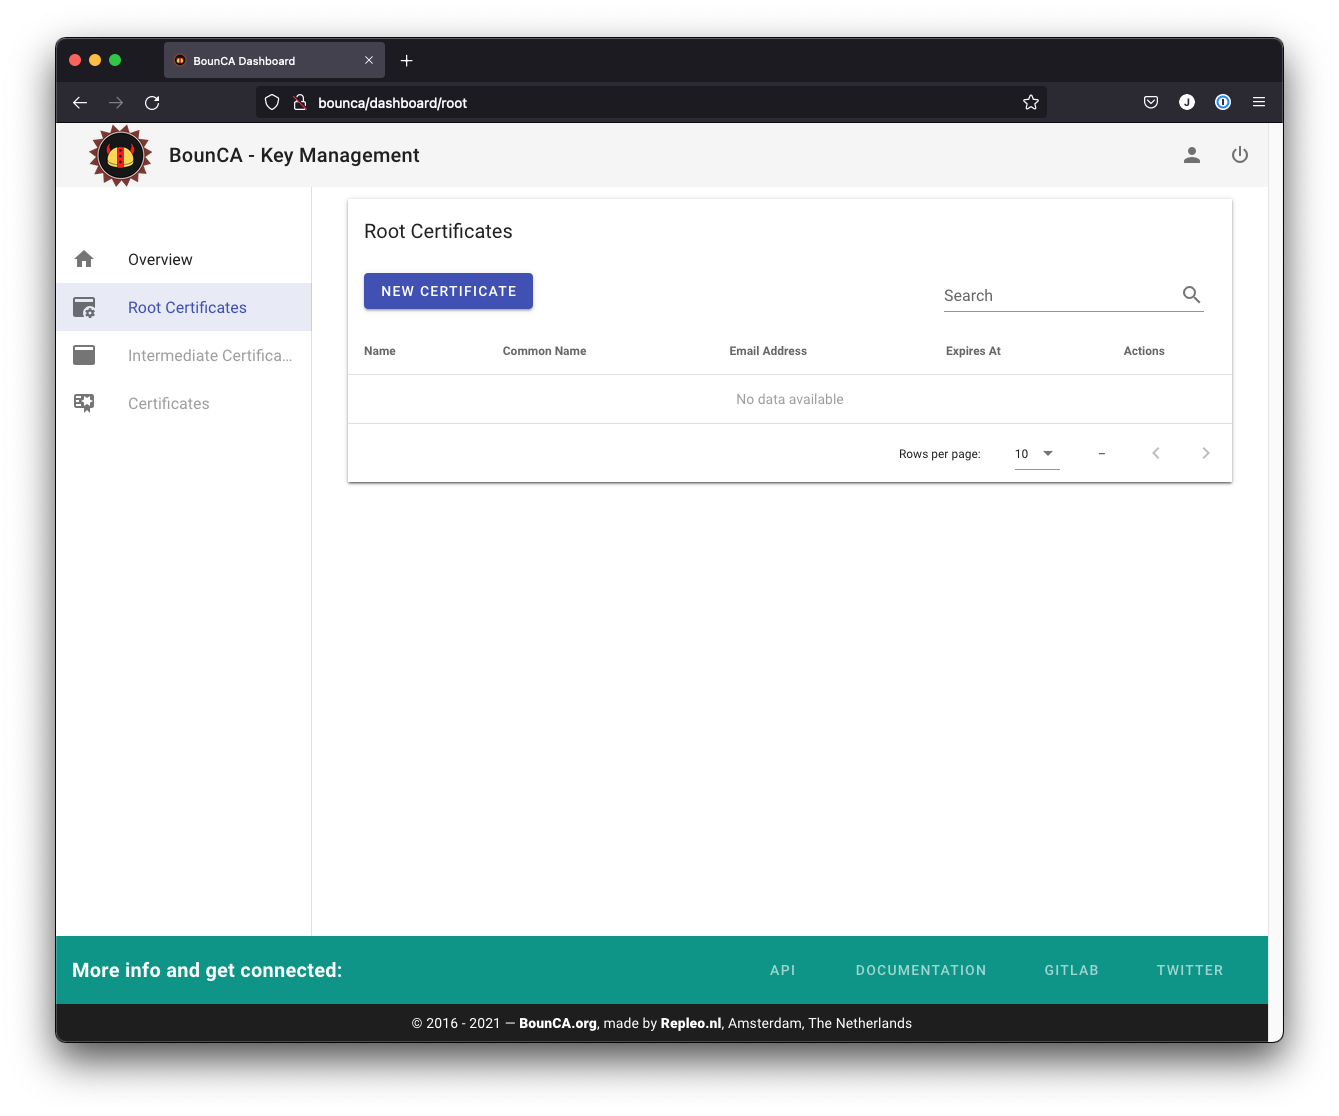 BounCA Dashboard
bounca/dashboard/root
J
BounCA - Key Management
Overview
Root Certificates
Intermediate Certifica...
Certificates
Root Certificates
NEW CERTIFICATE
Search
Name Common Name Email Address Expires At Actions
No data available
Rows per page: 10 –
More info and get connected:
API DOCUMENTATION GITLAB TWITTER
© 2016 - 2021 — BounCA.org, made by Repleo.nl, Amsterdam, The Netherlands